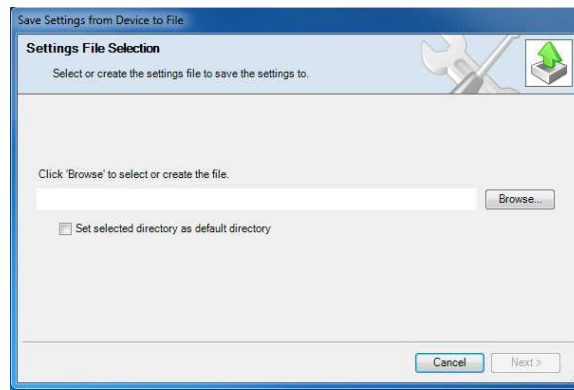 Save Settings from Device to File
Settings File Selection
Select or create the settings file to save the settings to.
Click 'Browse' to select or create the file.
Browse...
Set selected directory as default directory
Cancel
Next >